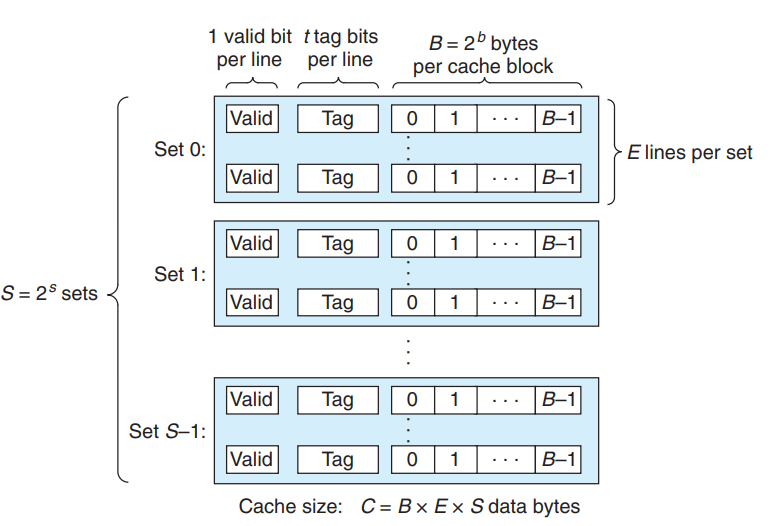 1 valid bit per line
t tag bits per line
B = 2^b bytes per cache block
Set 0:
Valid Tag 0 1 · · · B–1
Valid Tag 0 1 · · · B–1
E lines per set
Set 1:
Valid Tag 0 1 · · · B–1
Valid Tag 0 1 · · · B–1
S = 2^s sets
Set S–1:
Valid Tag 0 1 · · · B–1
Valid Tag 0 1 · · · B–1
Cache size: C = B × E × S data bytes